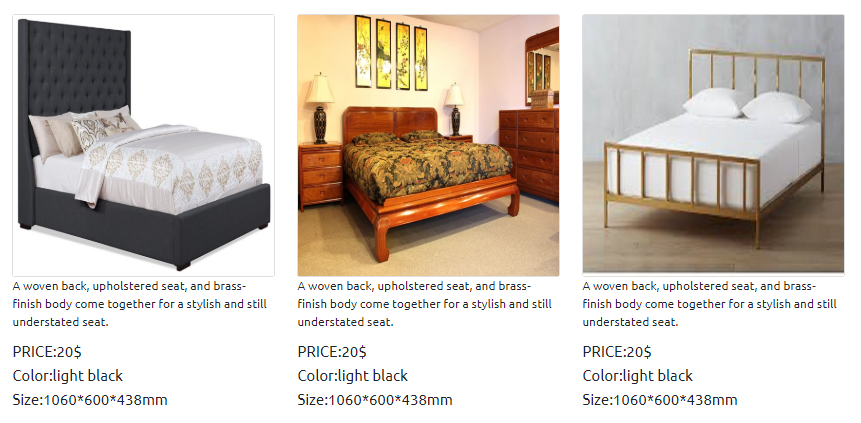 A woven back, upholstered seat, and brass-
finish body come together for a stylish and still
understated seat.
PRICE:20$
Color:light black
Size:1060*600*438mm
A woven back, upholstered seat, and brass-
finish body come together for a stylish and still
understated seat.
PRICE:20$
Color:light black
Size:1060*600*438mm
A woven back, upholstered seat, and brass-
finish body come together for a stylish and still
understated seat.
PRICE:20$
Color:light black
Size:1060*600*438mm